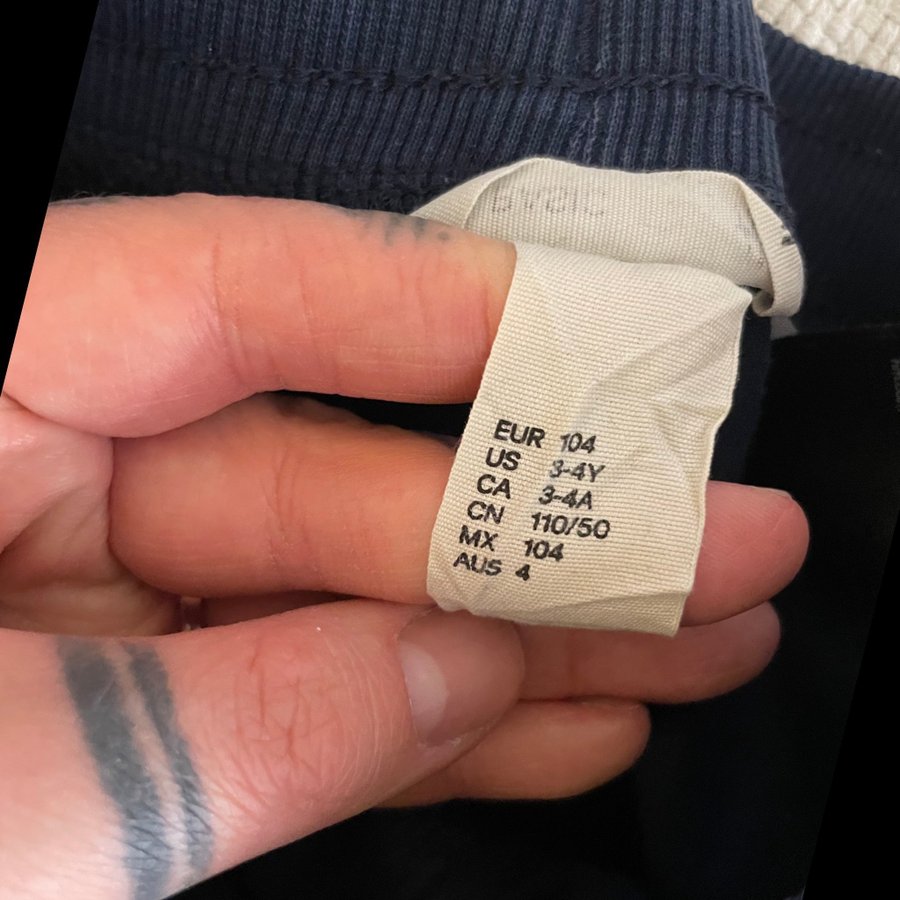 EUR 104
US 3-4Y
CA 3-4A
CN 110/50
MX 104
AUS 4